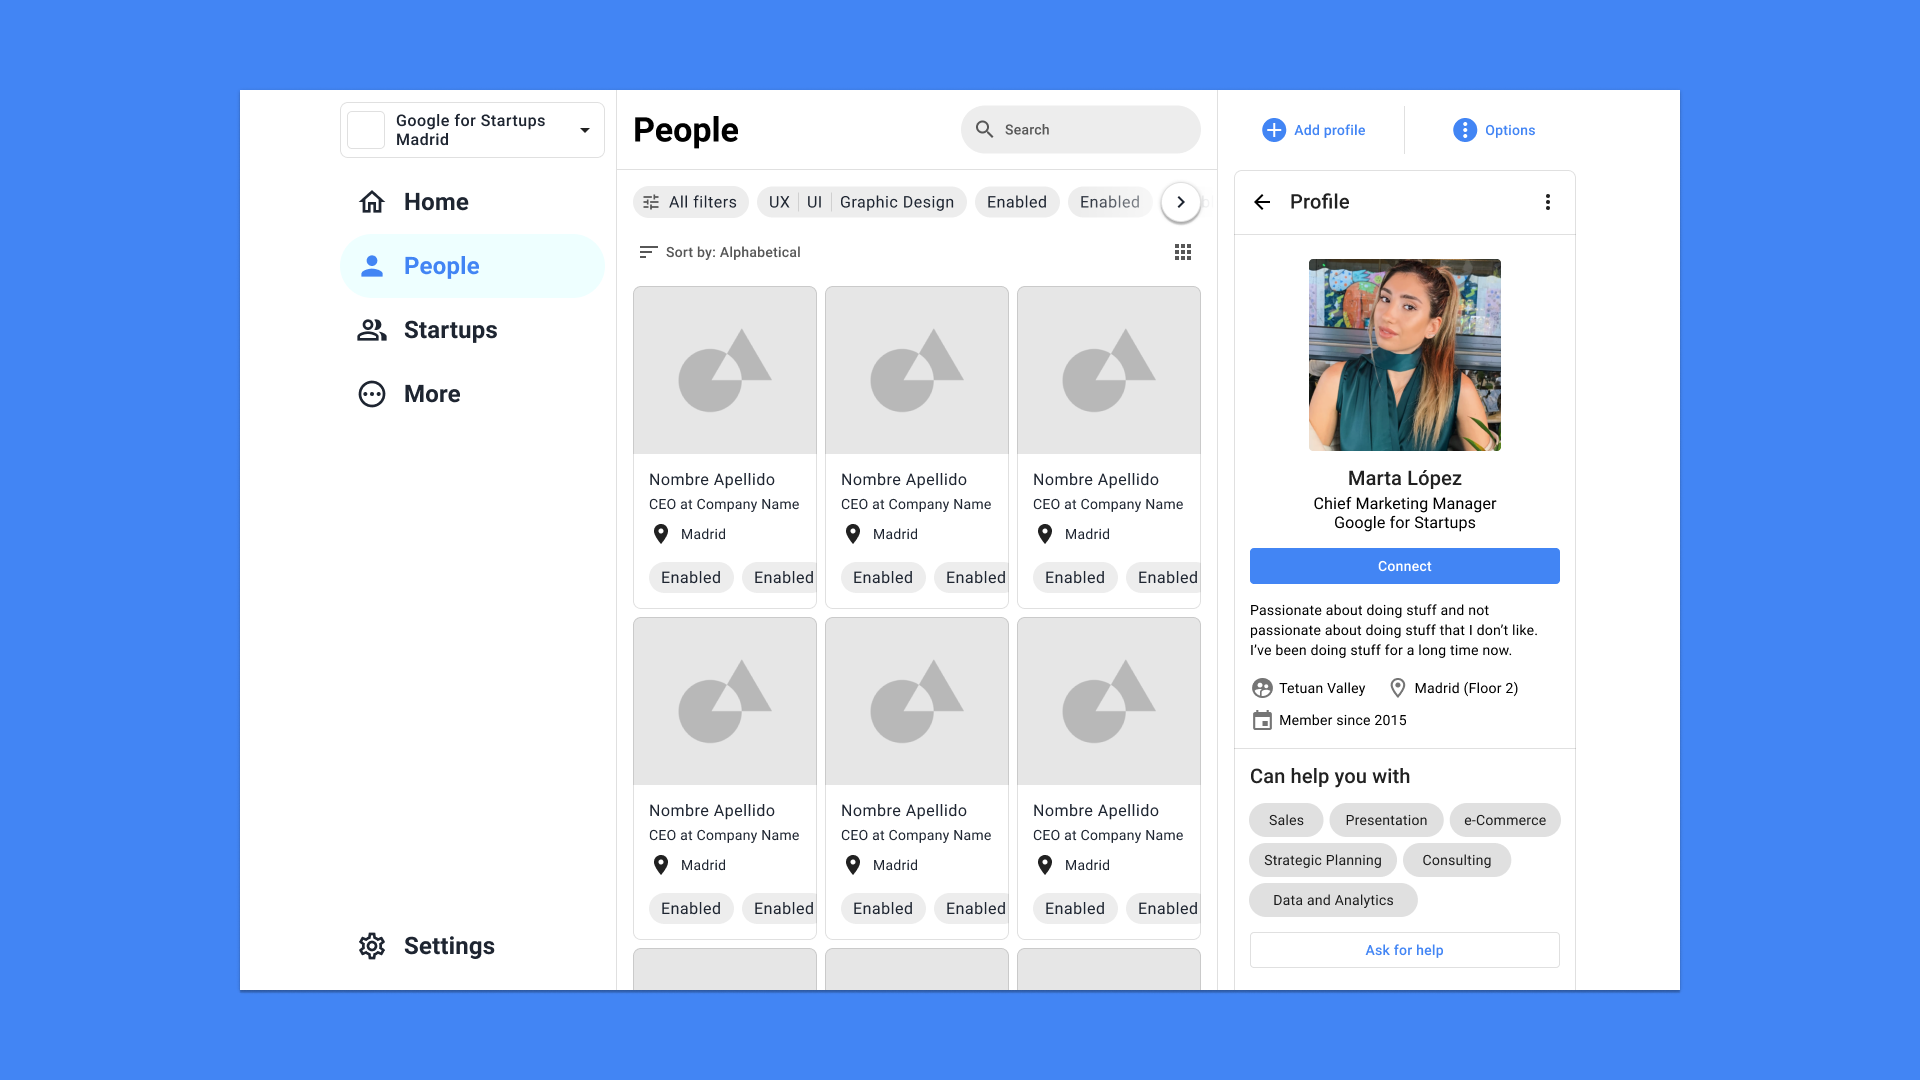 Google for Startups
Madrid
Home
People
Startups
More
Settings
People
Search
All filters
UX UI Graphic Design
Enabled
Enabled
Sort by: Alphabetical
Nombre Apellido
CEO at Company Name
Madrid
Enabled Enabled
Nombre Apellido
CEO at Company Name
Madrid
Enabled Enabled
Nombre Apellido
CEO at Company Name
Madrid
Enabled Enabled
Nombre Apellido
CEO at Company Name
Madrid
Enabled Enabled
Nombre Apellido
CEO at Company Name
Madrid
Enabled Enabled
Nombre Apellido
CEO at Company Name
Madrid
Enabled Enabled
Add profile
Options
Profile
Marta López
Chief Marketing Manager
Google for Startups
Connect
Passionate about doing stuff and not
passionate about doing stuff that I don’t like.
I’ve been doing stuff for a long time now.
Tetuan Valley Madrid (Floor 2)
Member since 2015
Can help you with
Sales Presentation e-Commerce
Strategic Planning Consulting
Data and Analytics
Ask for help